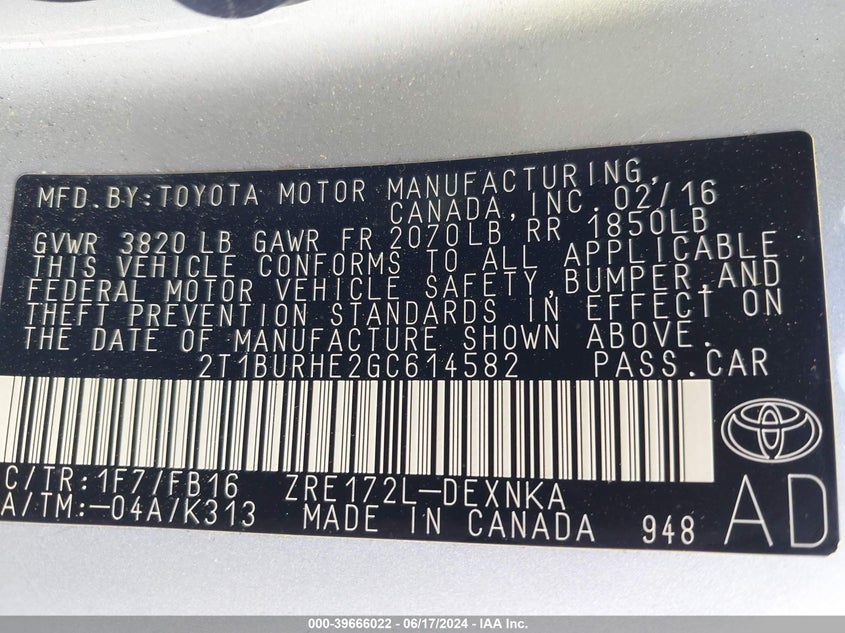 MFD.BY:TOYOTA MOTOR MANUFACTURING,
CANADA,INC. 02/16
GVWR 3820 LB GAWR FR 2070LB RR 1850LB
THIS VEHICLE CONFORMS TO ALL APPLICABLE
FEDERAL MOTOR VEHICLE SAFETY,BUMPER,AND
THEFT PREVENTION STANDARDS IN EFFECT ON
THE DATE OF MANUFACTURE SHOWN ABOVE.
2T1BURHE2GC614582 PASS.CAR
C/TR:1F7/FB16 ZRE172L-DEXNKA
A/TM:-04A/K313 MADE IN CANADA 948 AD
000-39666022 - 06/17/2024 - IAA Inc.